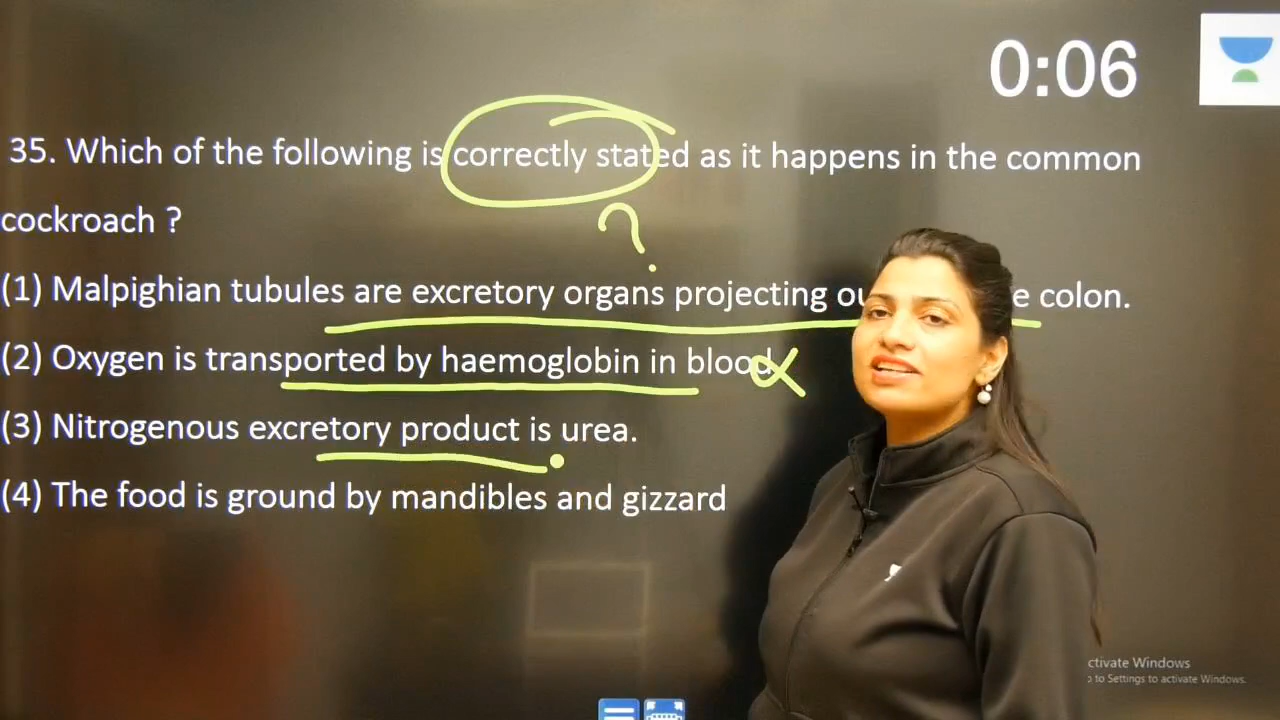 0:06
35. Which of the following is correctly stated as it happens in the common
cockroach ?
?
(1) Malpighian tubules are excretory organs projecting colon.
(2) Oxygen is transported by haemoglobin in blood
(3) Nitrogenous excretory product is urea.
(4) The food is ground by mandibles and gizzard
ctivate Windows
o to Settings to activate Windows.